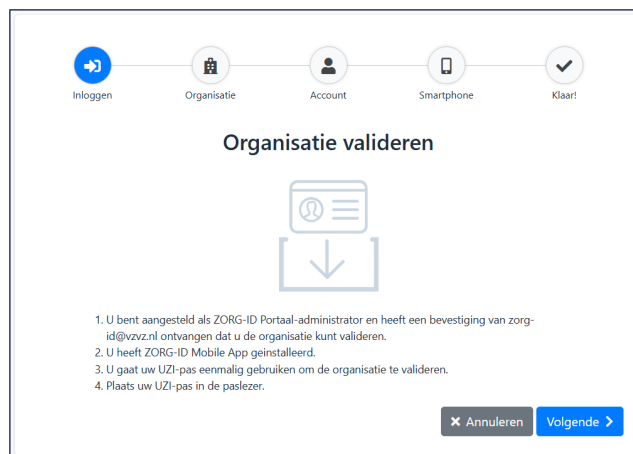 Inloggen
Organisatie
Account
Smartphone
Klaar!
Organisatie valideren
1. U bent aangesteld als ZORG-ID Portaal-administrator en heeft een bevestiging van zorg-
id@vzvz.nl ontvangen dat u de organisatie kunt valideren.
2. U heeft ZORG-ID Mobile App geinstalleerd.
3. U gaat uw UZI-pas eenmalig gebruiken om de organisatie te valideren.
4. Plaats uw UZI-pas in de paslezer.
Annuleren
Volgende